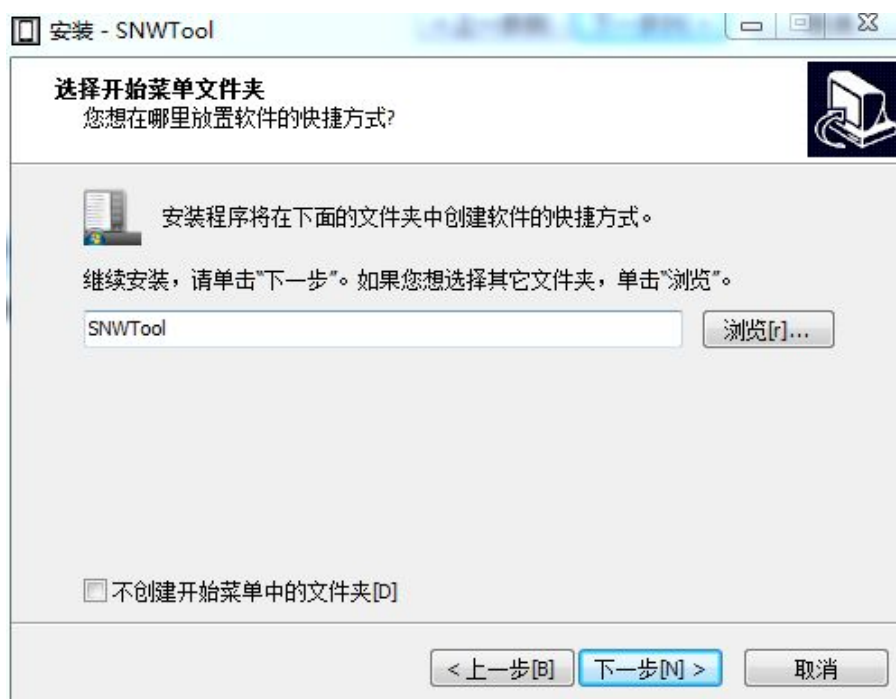 安装 - SNWTool
选择开始菜单文件夹
您想在哪里放置软件的快捷方式?
安装程序将在下面的文件夹中创建软件的快捷方式。
继续安装，请单击“下一步”。如果您想选择其它文件夹，单击“浏览”。
SNWTool
浏览[r]...
不创建开始菜单中的文件夹[D]
<上一步[B] 下一步[N] > 取消